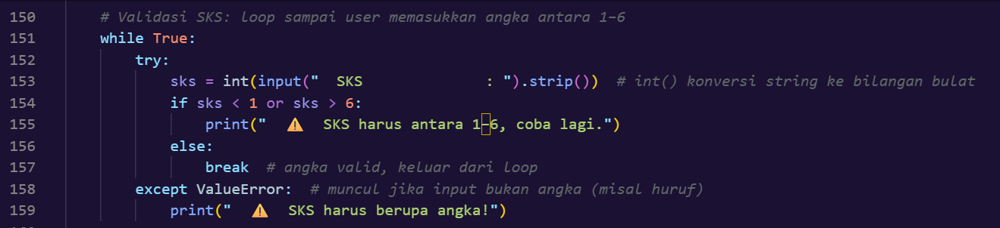 150 # Validasi SKS: loop sampai user memasukkan angka antara 1–6
151 while True:
152 try:
153 sks = int(input("  SKS              : ").strip())  # int() konversi string ke bilangan bulat
154 if sks < 1 or sks > 6:
155 print("  ⚠️  SKS harus antara 1–6, coba lagi.")
156 else:
157 break  # angka valid, keluar dari loop
158 except ValueError:  # muncul jika input bukan angka (misal huruf)
159 print("  ⚠️  SKS harus berupa angka!")